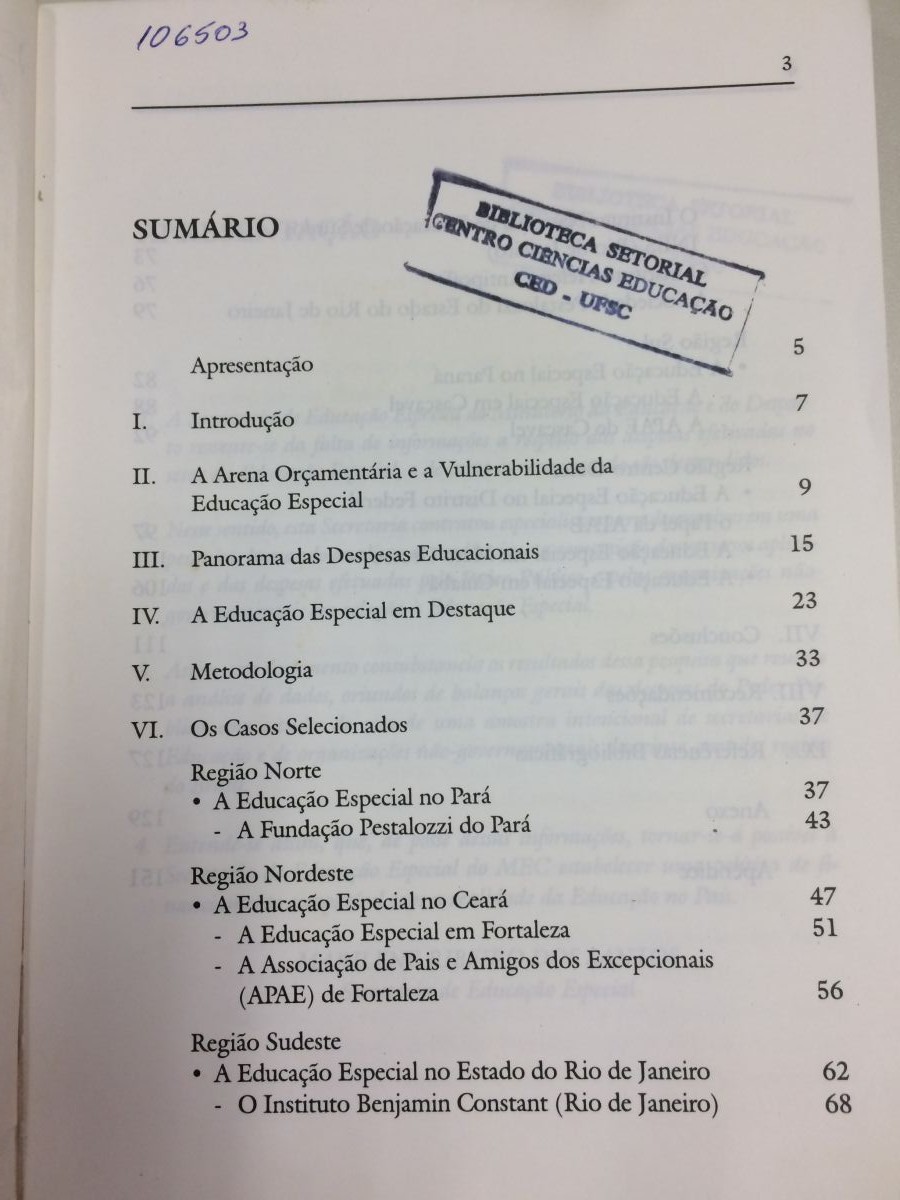 106503
3
SUMÁRIO
BIBLIOTECA SETORIAL
CENTRO CIÊNCIAS EDUCAÇÃO
CED - UFSC
Apresentação 5
I. Introdução 7
II. A Arena Orçamentária e a Vulnerabilidade da
Educação Especial 9
III. Panorama das Despesas Educacionais 15
IV. A Educação Especial em Destaque 23
V. Metodologia 33
VI. Os Casos Selecionados 37
Região Norte
• A Educação Especial no Pará 37
- A Fundação Pestalozzi do Pará 43
Região Nordeste
• A Educação Especial no Ceará 47
- A Educação Especial em Fortaleza 51
- A Associação de Pais e Amigos dos Excepcionais
(APAE) de Fortaleza 56
Região Sudeste
• A Educação Especial no Estado do Rio de Janeiro 62
- O Instituto Benjamin Constant (Rio de Janeiro) 68